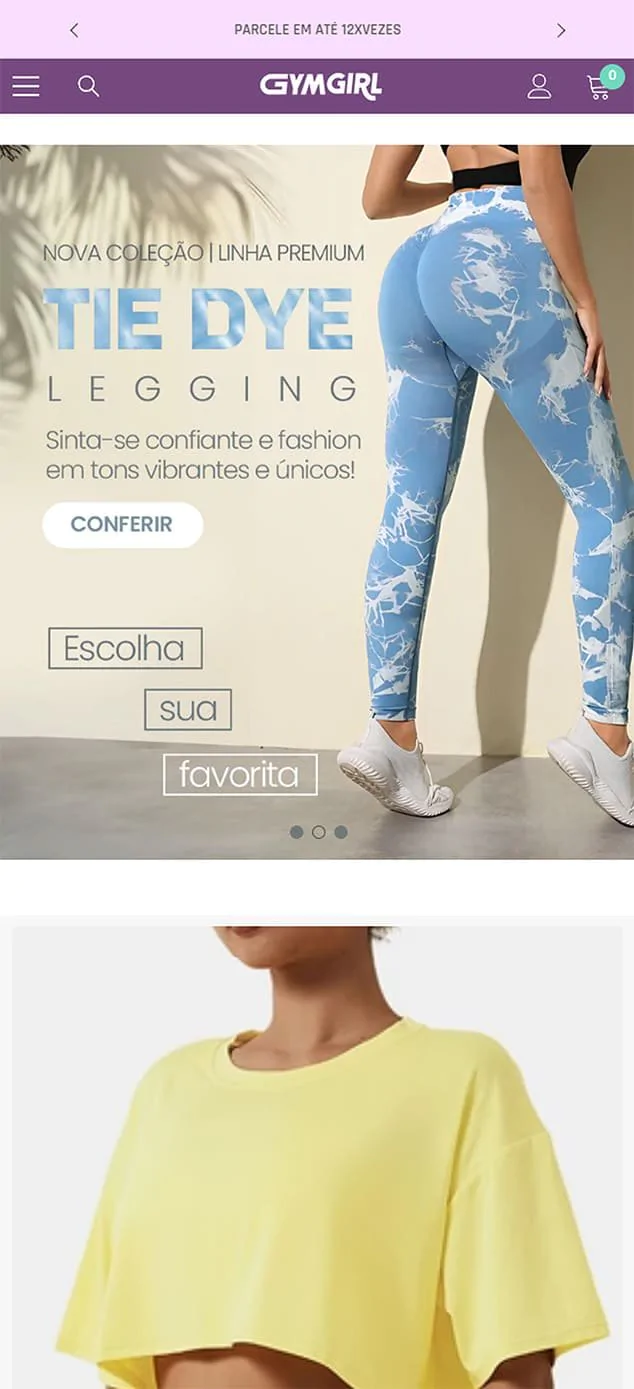 PARCELE EM ATÉ 12XVEZES
GYMGIRL
0
NOVA COLEÇÃO | LINHA PREMIUM
TIE DYE
LEGGING
Sinta-se confiante e fashion
em tons vibrantes e únicos!
CONFERIR
Escolha
sua
favorita